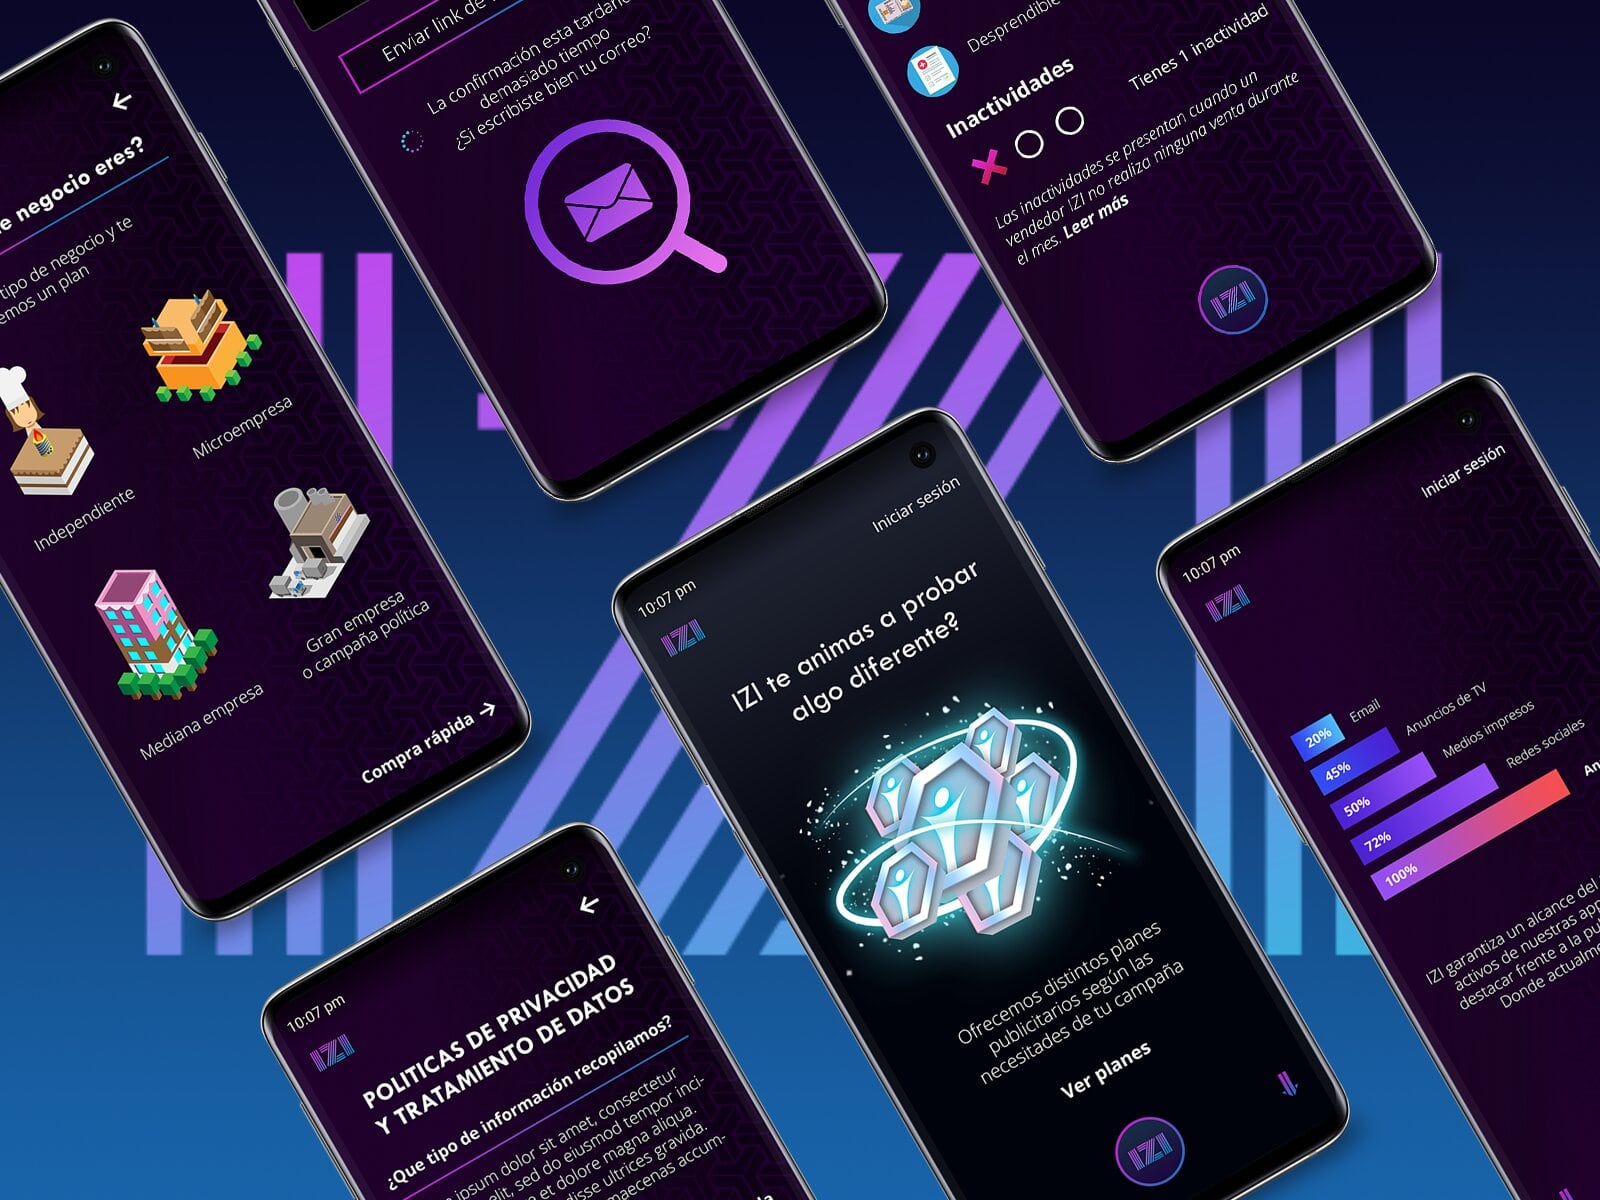 e negocio eres?
tipo de negocio y te
emos un plan
Microempresa
Independiente
Gran empresa
o campaña política
Mediana empresa
Compra rápida
Enviar link de
La confirmación esta tardando
demasiado tiempo
¿Si escribiste bien tu correo?
Desprendible
Inactividades
Tienes 1 inactividad
Las inactividades se presentan cuando un
vendedor IZI no realiza ninguna venta durante
el mes. Leer más
IZI
10:07 pm
Iniciar sesión
IZI
IZI te animas a probar
algo diferente?
Ofrecemos distintos planes
publicitarios según las
necesidades de tu campaña
Ver planes
IZI
10:07 pm
Iniciar sesión
IZI
20% Email
45% Anuncios de TV
50% Medios impresos
72% Redes sociales
100% An
IZI garantiza un alcance del
activos de nuestras app
destacar frente a la pu
Donde actualme
10:07 pm
IZI
POLITICAS DE PRIVACIDAD
Y TRATAMIENTO DE DATOS
¿Que tipo de información recopilamos?
ipsum dolor sit amet, consectetur
elit, sed do eiusmod tempor inci-
et dolore magna aliqua.
disse ultrices gravida.
maecenas accum-
IZI